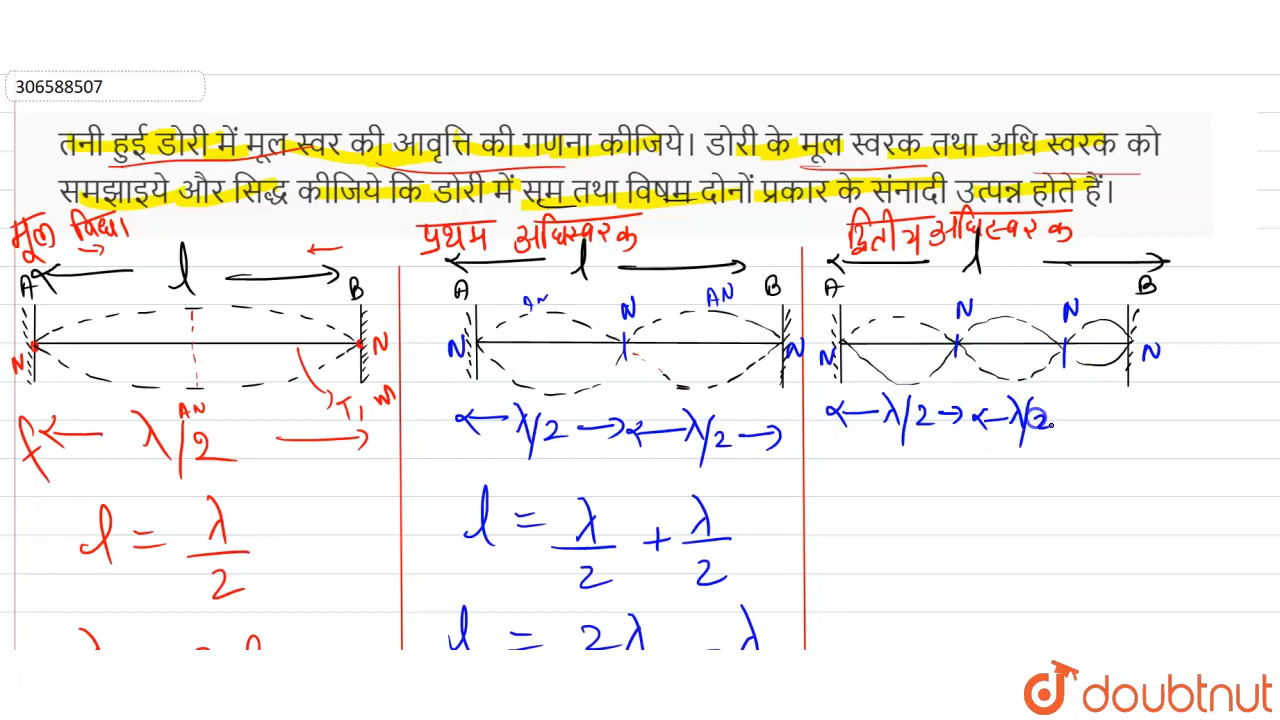 306588507
तनी हुई डोरी में मूल स्वर की आवृत्ति की गणना कीजिये। डोरी के मूल स्वरक तथा अधि स्वरक को
समझाइये और सिद्ध कीजिये कि डोरी में सम तथा विषम दोनों प्रकार के संनादी उत्पन्न होते हैं।
मूल विधा
l
A B
N N
T, m
AN
λ/2
l = λ/2
प्रथम अधिस्वरक
l
A B
AN N AN
N N
λ/2 λ/2
l = λ/2 + λ/2
l = 2λ λ
द्वितीय अधिस्वरक
l
A B
N N
N N
λ/2 λ/2
doubtnut